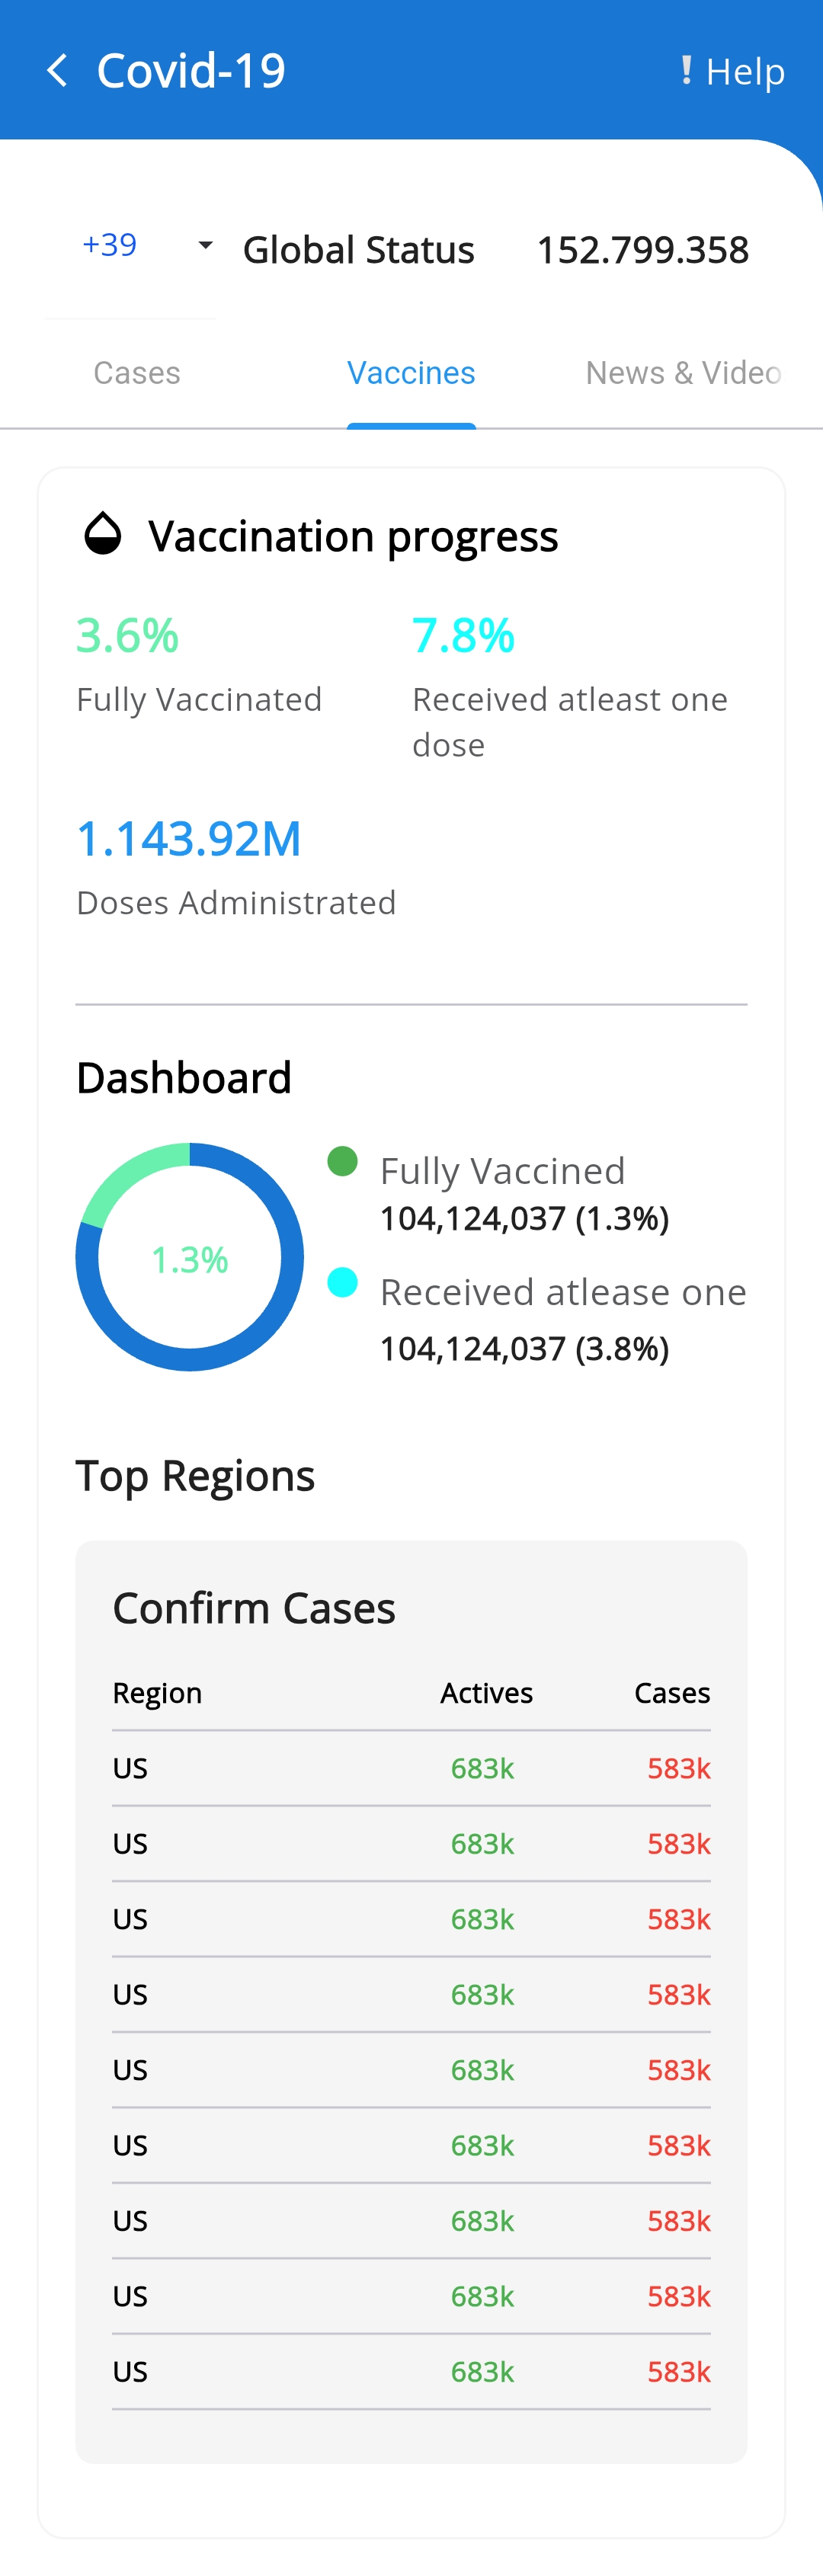 Covid-19
Help
+39
Global Status
152.799.358
Cases
Vaccines
News & Video
Vaccination progress
3.6%
7.8%
Fully Vaccinated
Received atleast one
dose
1.143.92M
Doses Administrated
Dashboard
1.3%
Fully Vaccined
104,124,037 (1.3%)
Received atlease one
104,124,037 (3.8%)
Top Regions
Confirm Cases
Region Actives Cases
US 683k 583k
US 683k 583k
US 683k 583k
US 683k 583k
US 683k 583k
US 683k 583k
US 683k 583k
US 683k 583k
US 683k 583k